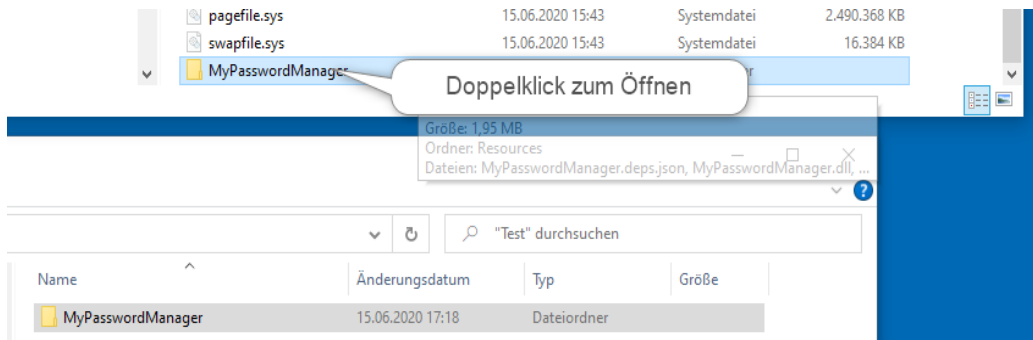 pagefile.sys 15.06.2020 15:43 Systemdatei 2.490.368 KB
swapfile.sys 15.06.2020 15:43 Systemdatei 16.384 KB
MyPasswordManager
Doppelklick zum Öffnen
Größe: 1,95 MB
Ordner: Resources
Dateien: MyPasswordManager.deps.json, MyPasswordManager.dll, ...
"Test" durchsuchen
Name Änderungsdatum Typ Größe
MyPasswordManager 15.06.2020 17:18 Dateiordner